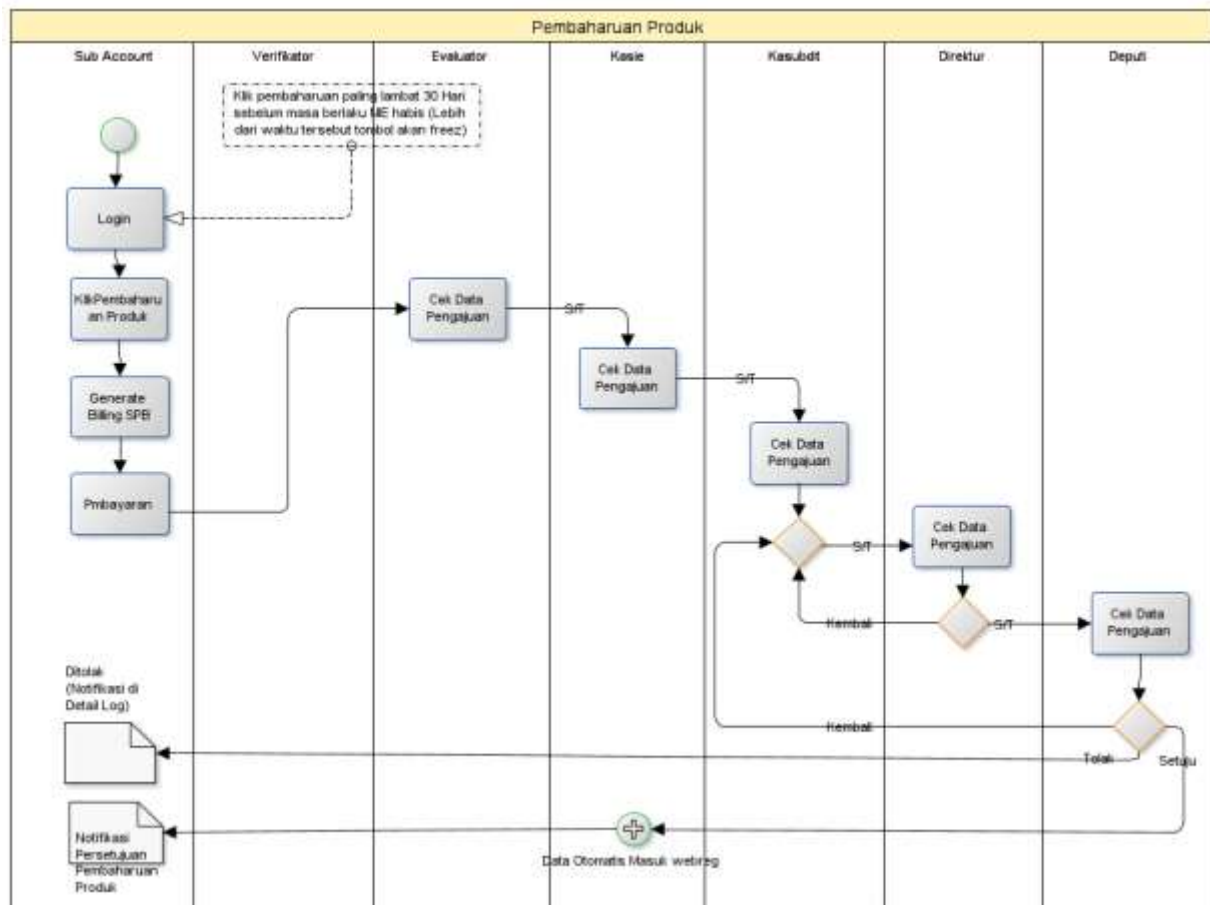 Pembaharuan Produk
Sub Account
Verifikator
Evaluator
Kasie
Kasubdit
Direktur
Deputi
Klik pembaharuan paling lambat 30 Hari
sebelum masa berlaku ME habis (Lebih
dari waktu tersebut tombol akan freez)
Login
KlikPembaharu
an Produk
Generate
Billing SPB
Pmbayaran
Cek Data
Pengajuan
S/T
Cek Data
Pengajuan
S/T
Cek Data
Pengajuan
S/T
Cek Data
Pengajuan
Kembali
S/T
Cek Data
Pengajuan
Kembali
Tolak
Setuju
Ditolak
(Notifikasi di
Detail Log)
Notifikasi
Persetujuan
Pembaharuan
Produk
Data Otomatis Masuk webreg